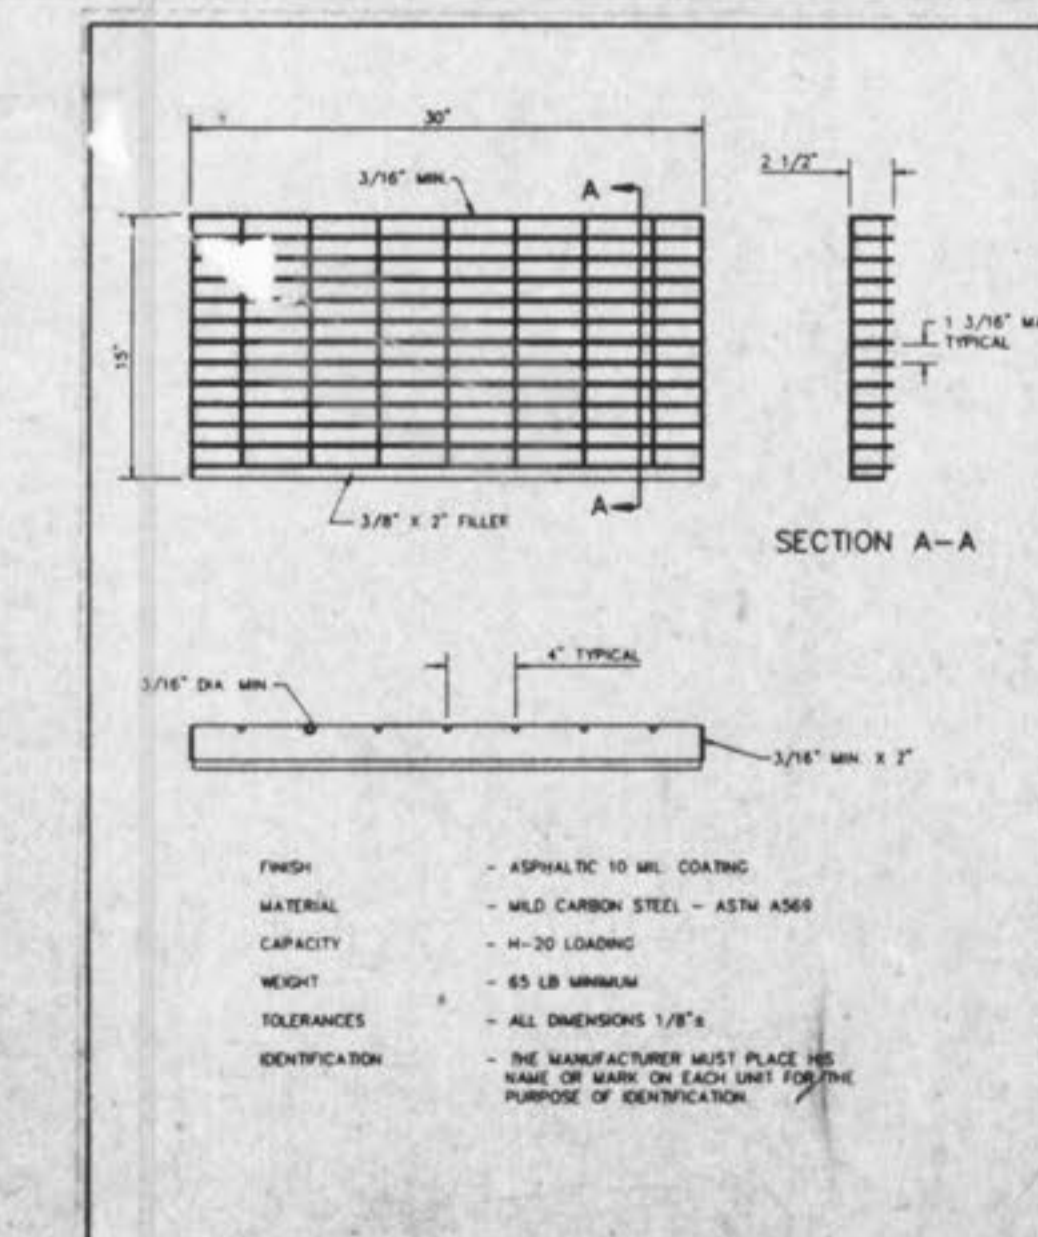 30"
3/16" MIN.
A
2 1/2"
15"
1 3/16"
TYPICAL
3/8" X 2" FILLER
A
SECTION A-A
4" TYPICAL
3/16" DIA. MIN.
3/16" MIN. X 2"
FINISH - ASPHALTIC 10 MIL. COATING
MATERIAL - MILD CARBON STEEL - ASTM A569
CAPACITY - H-20 LOADING
WEIGHT - 65 LB MINIMUM
TOLERANCES - ALL DIMENSIONS 1/8"±
IDENTIFICATION - THE MANUFACTURER MUST PLACE HIS
NAME OR MARK ON EACH UNIT FOR THE
PURPOSE OF IDENTIFICATION.